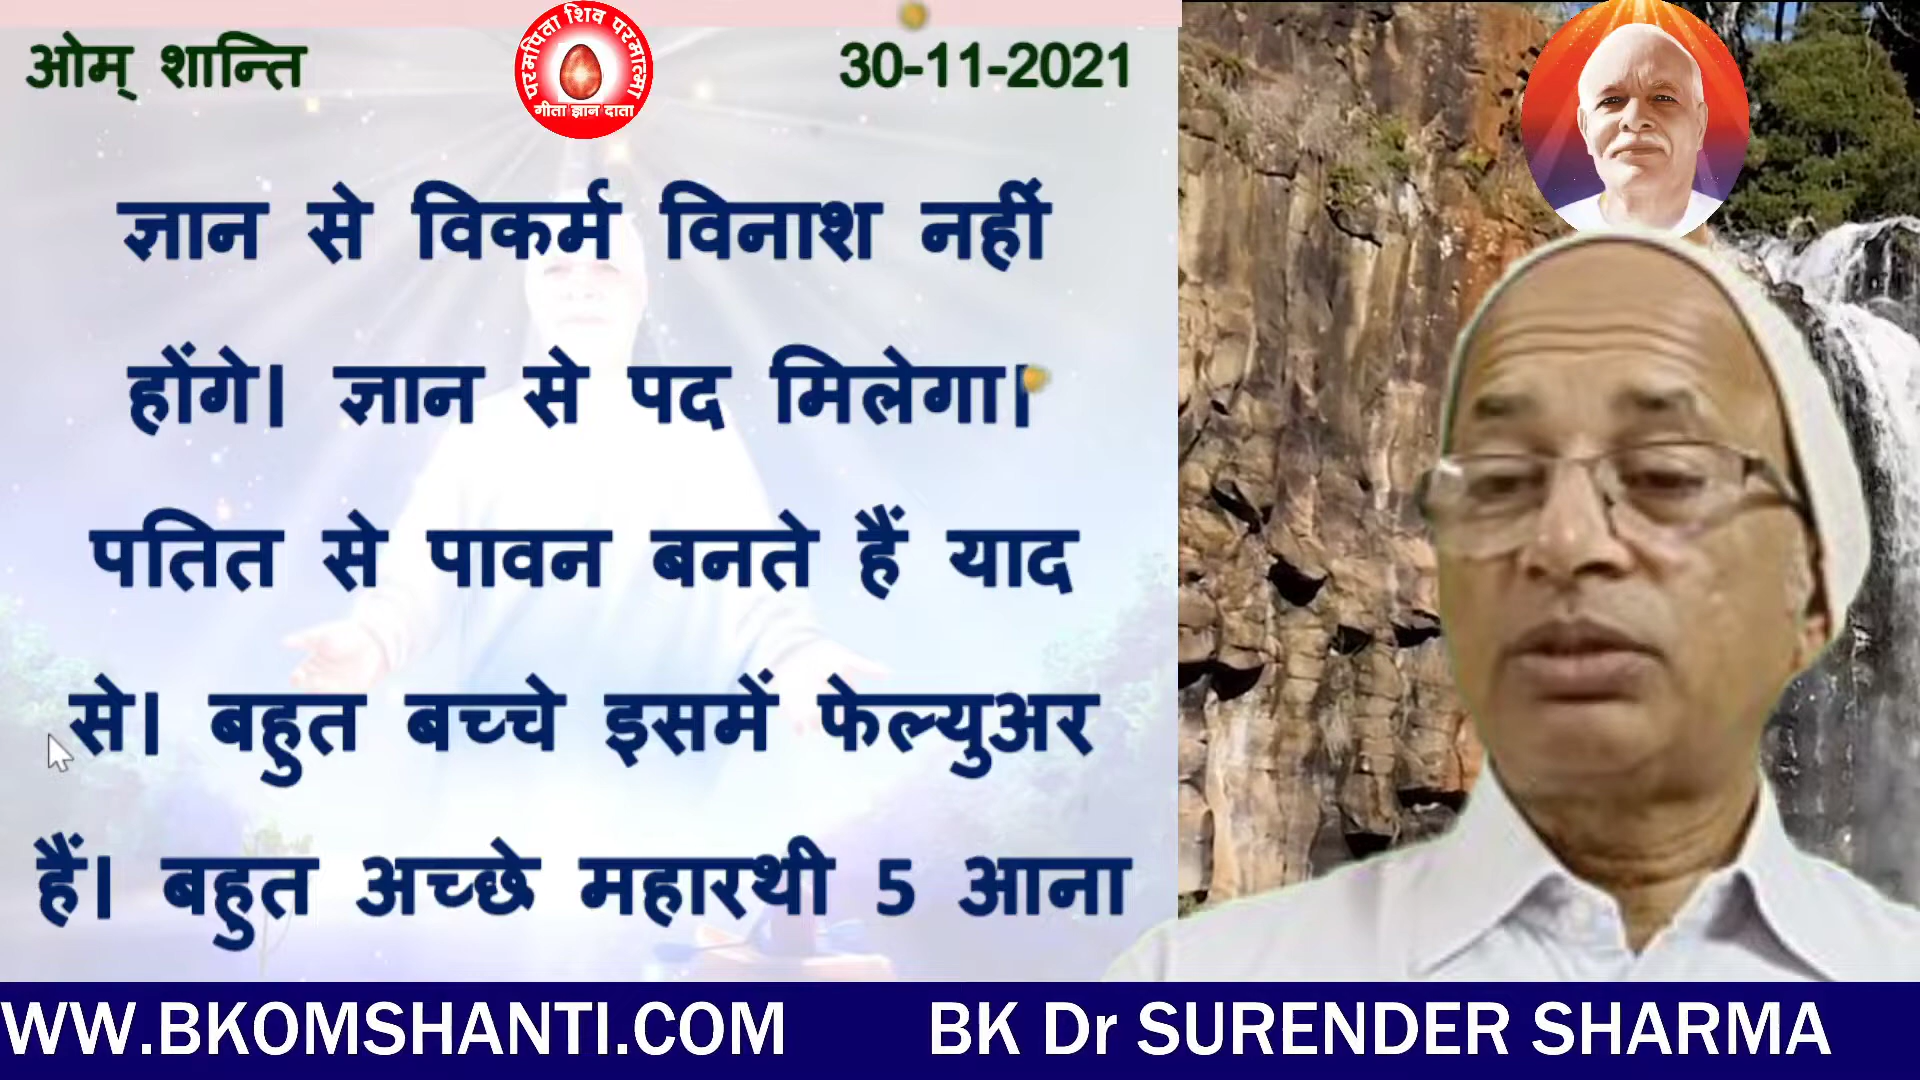 ओम् शान्ति
परमपिता शिव परमात्मा
गीता ज्ञान दाता
30-11-2021
ज्ञान से विकर्म विनाश नहीं
होंगे। ज्ञान से पद मिलेगा।
पतित से पावन बनते हैं याद
से। बहुत बच्चे इसमें फेल्युअर
हैं। बहुत अच्छे महारथी 5 आना
WW.BKOMSHANTI.COM
BK Dr SURENDER SHARMA